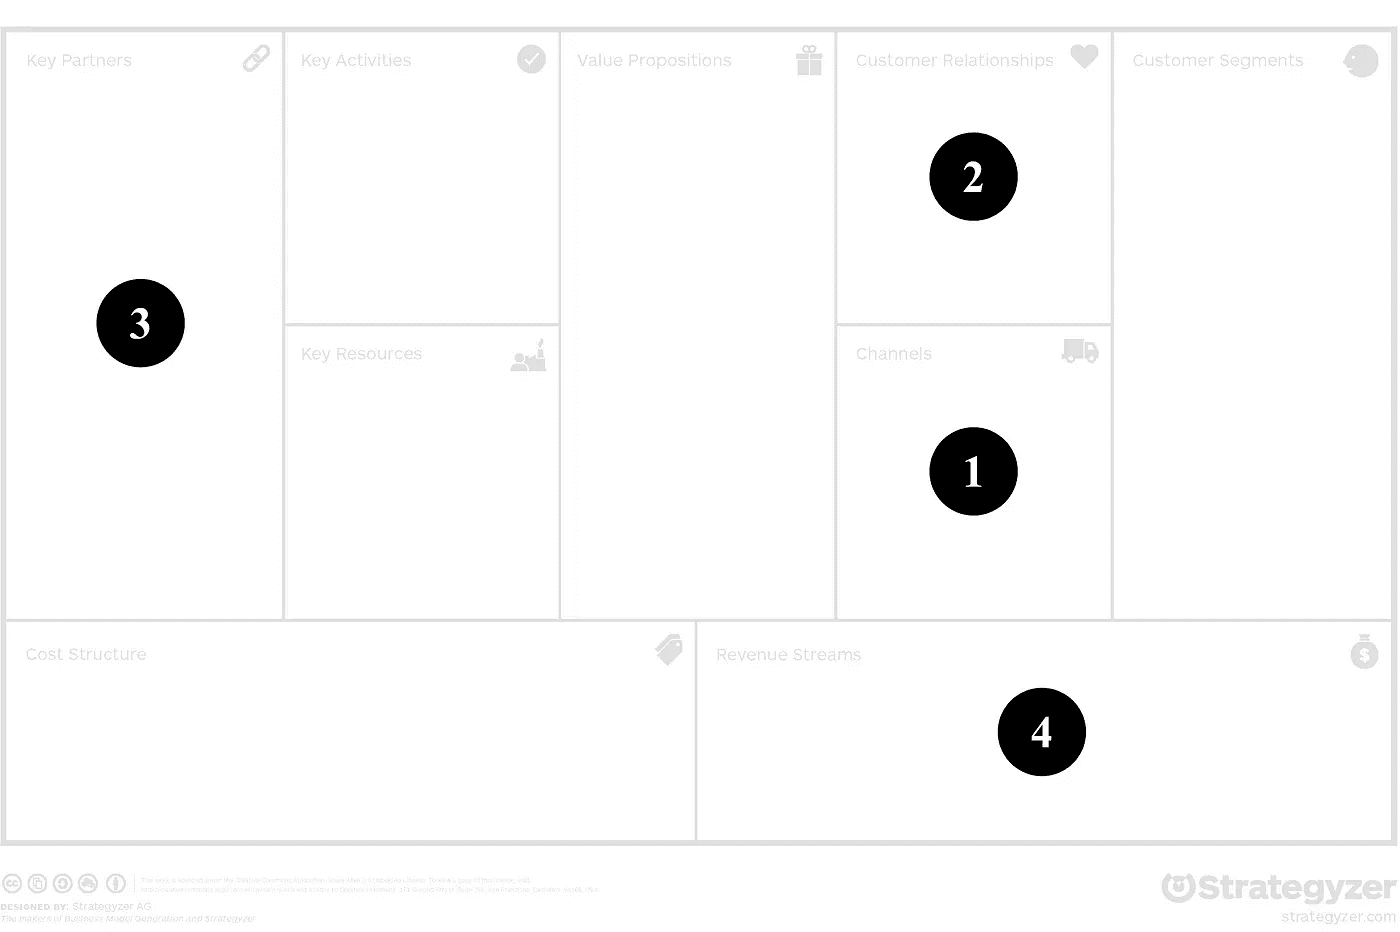 Key Partners
Key Activities
Value Propositions
Customer Relationships
Customer Segments
2
3
Key Resources
Channels
1
Cost Structure
Revenue Streams
$
4
cc
DESIGNED BY: Strategyzer AG
The makers of Business Model Generation and Strategyzer
Strategyzer
strategyzer.com